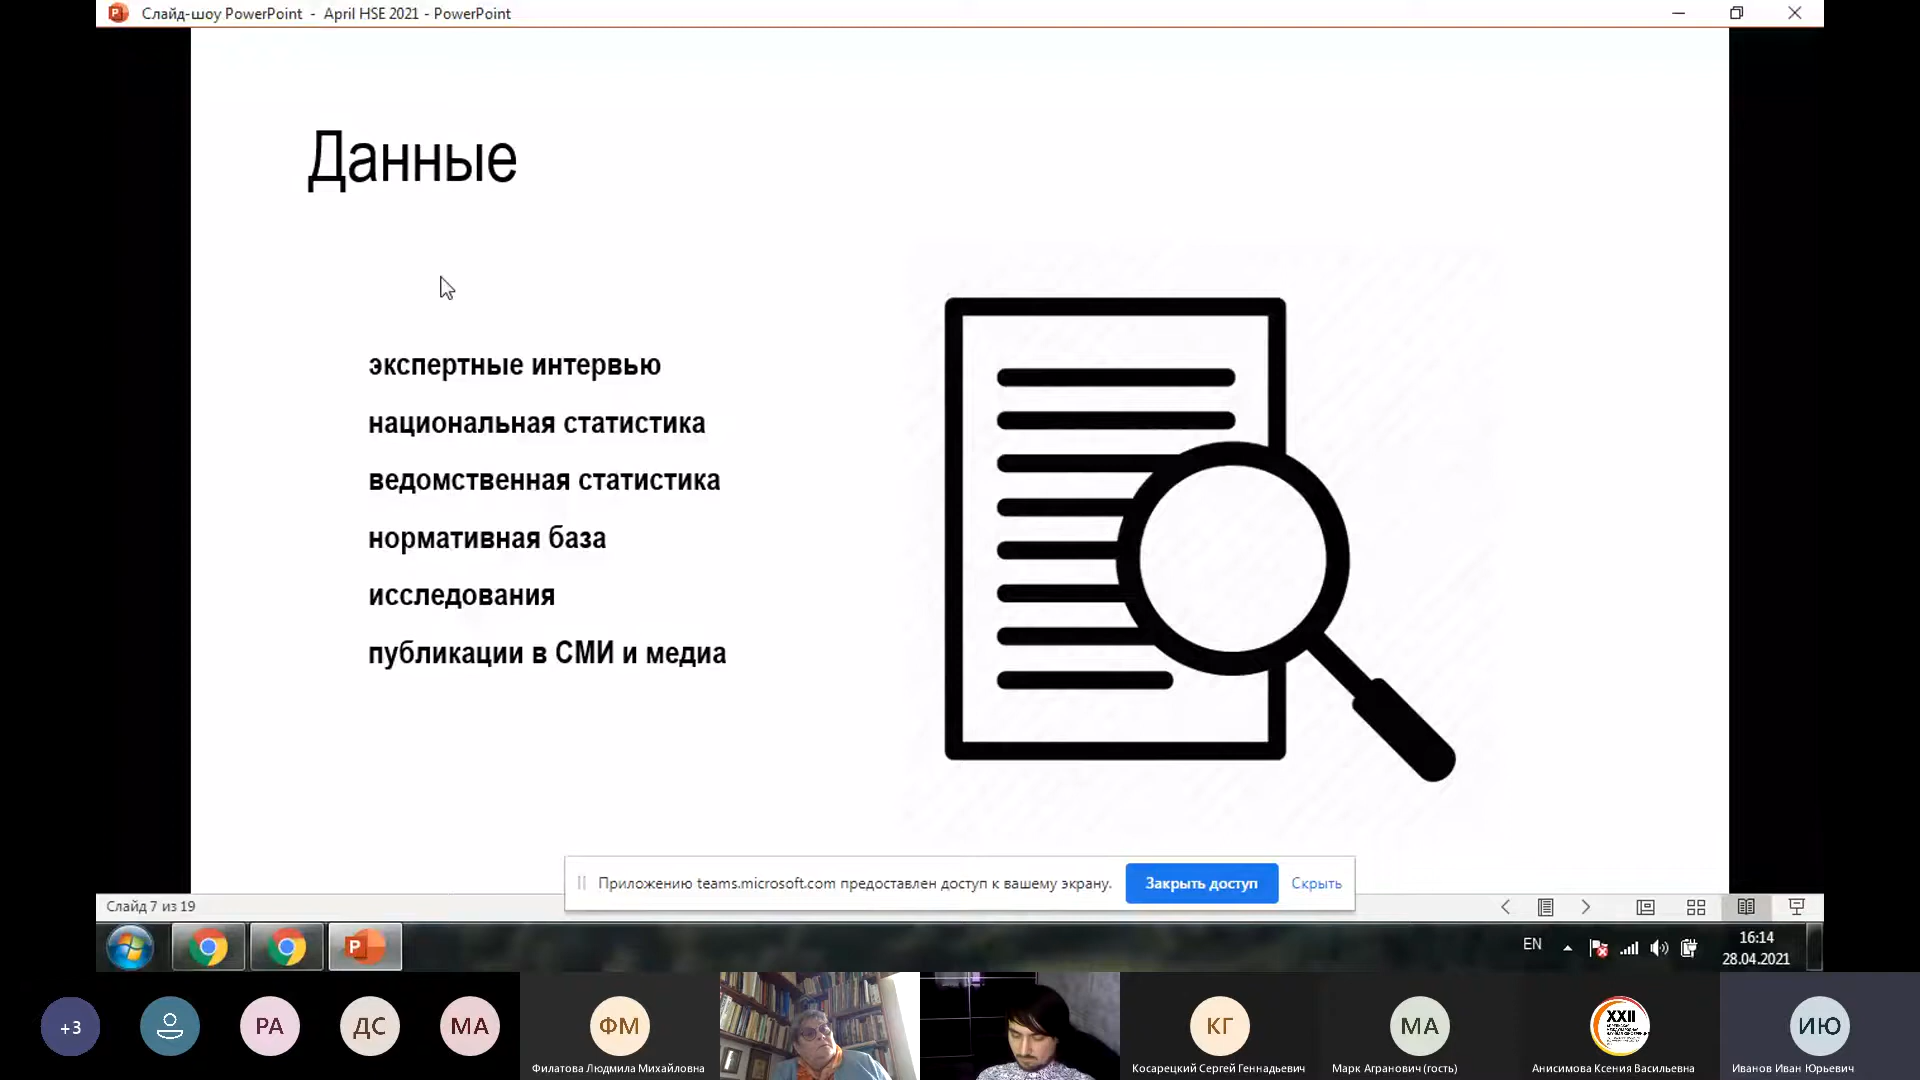 Слайд-шоу PowerPoint - April HSE 2021 - PowerPoint
Данные
экспертные интервью
национальная статистика
ведомственная статистика
нормативная база
исследования
публикации в СМИ и медиа
Приложению teams.microsoft.com предоставлен доступ к вашему экрану.
Закрыть доступ
Скрыть
Слайд 7 из 19
EN
16:14
28.04.2021
+3
РА
ДС
МА
ФМ
КГ
МА
XXII
ИЮ
Филатова Людмила Михайловна
Косарецкий Сергей Геннадьевич
Марк Агранович (гость)
Анисимова Ксения Васильевна
Иванов Иван Юрьевич